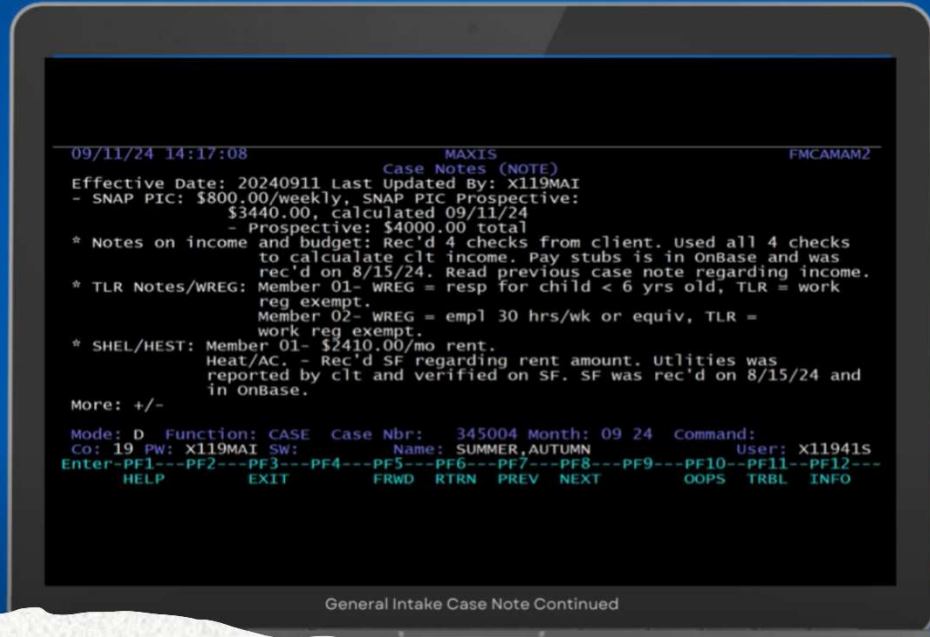 09/11/24 14:17:08 MAXIS FMCAMAM2
Case Notes (NOTE)
Effective Date: 20240911 Last Updated By: X119MAI
- SNAP PIC: $800.00/weekly, SNAP PIC Prospective:
$3440.00, calculated 09/11/24
- Prospective: $4000.00 total
* Notes on income and budget: Rec'd 4 checks from client. Used all 4 checks
to calcualate clt income. Pay stubs is in OnBase and was
rec'd on 8/15/24. Read previous case note regarding income.
* TLR Notes/WREG: Member 01- WREG = resp for child < 6 yrs old, TLR = work
reg exempt.
Member 02- WREG = empl 30 hrs/wk or equiv, TLR =
work reg exempt.
* SHEL/HEST: Member 01- $2410.00/mo rent.
Heat/AC. - Rec'd SF regarding rent amount. Utlities was
reported by clt and verified on SF. SF was rec'd on 8/15/24 and
in OnBase.
More: +/-
Mode: D Function: CASE Case Nbr: 345004 Month: 09 24 Command:
Co: 19 PW: X119MAI SW: Name: SUMMER,AUTUMN User: X11941S
Enter-PF1---PF2---PF3---PF4---PF5---PF6---PF7---PF8---PF9---PF10--PF11--PF12---
HELP EXIT FRWD RTRN PREV NEXT OOPS TRBL INFO
General Intake Case Note Continued